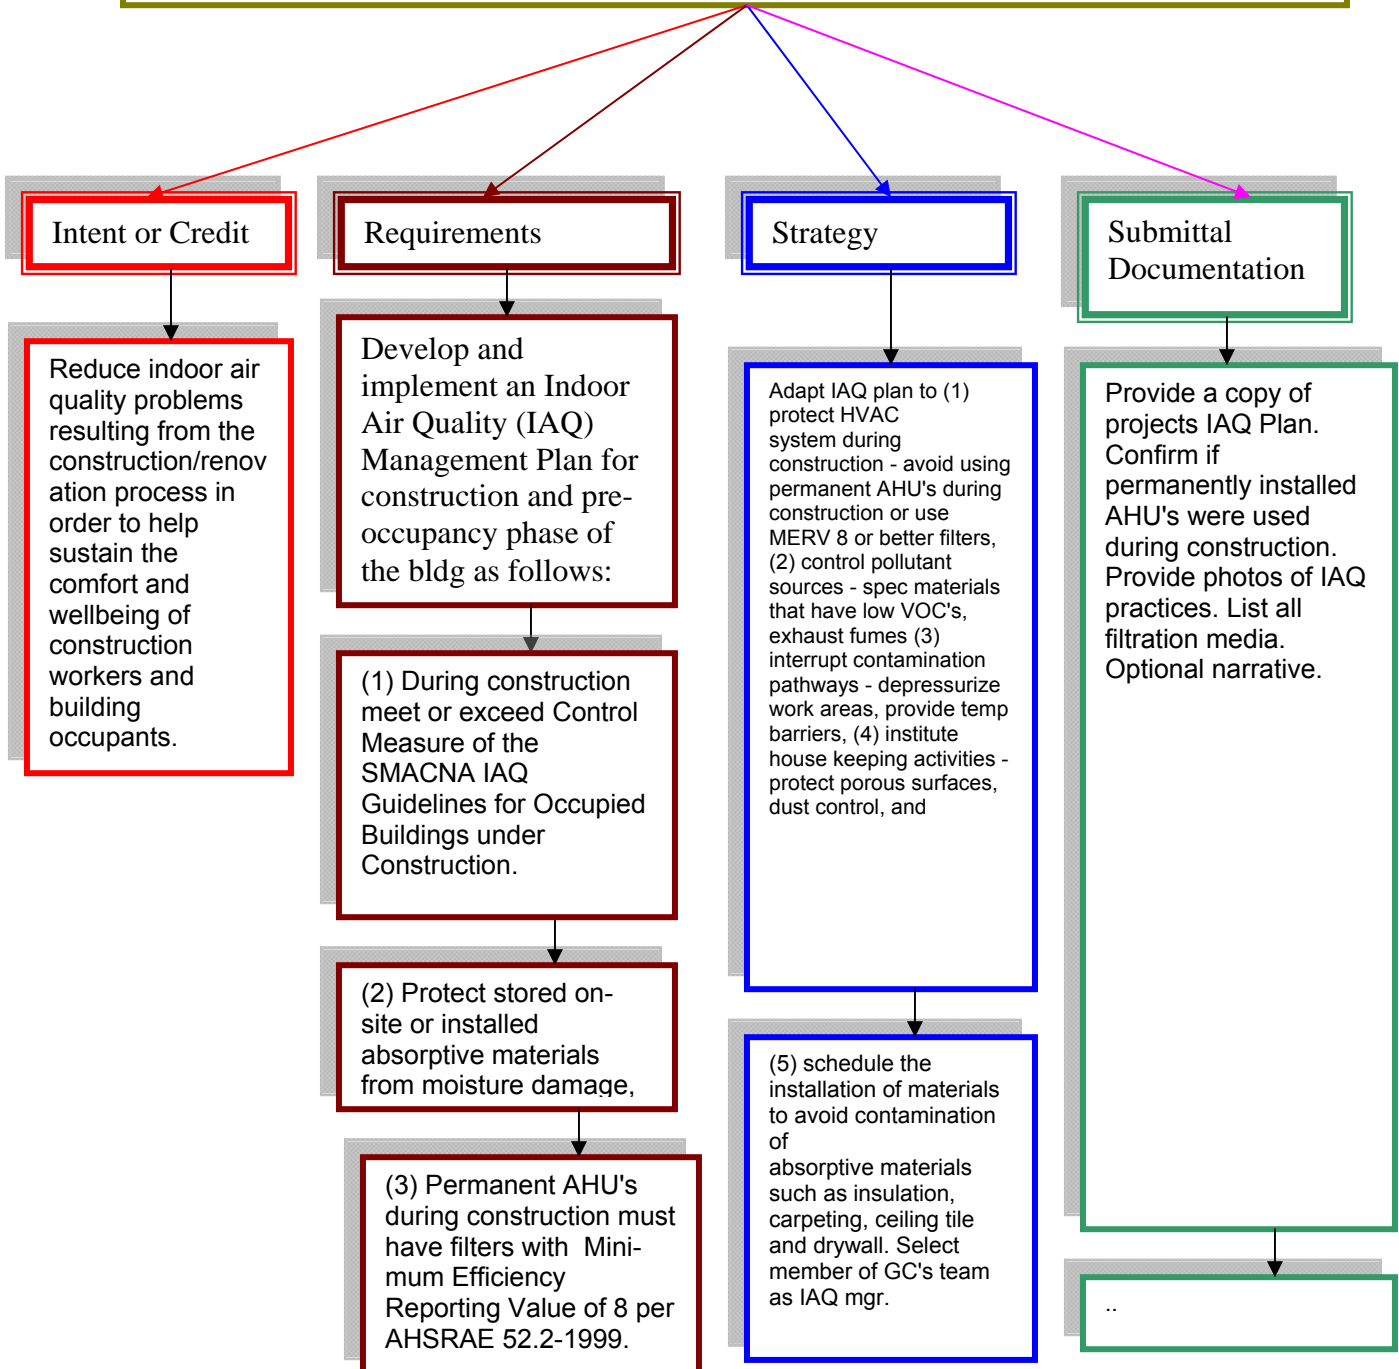 Intent or Credit
Reduce indoor air
quality problems
resulting from the
construction/renov
ation process in
order to help
sustain the
comfort and
wellbeing of
construction
workers and
building
occupants.
Requirements
Develop and
implement an Indoor
Air Quality (IAQ)
Management Plan for
construction and pre-
occupancy phase of
the bldg as follows:
(1) During construction
meet or exceed Control
Measure of the
SMACNA IAQ
Guidelines for Occupied
Buildings under
Construction.
(2) Protect stored on-
site or installed
absorptive materials
from moisture damage,
(3) Permanent AHU's
during construction must
have filters with Mini-
mum Efficiency
Reporting Value of 8 per
AHSRAE 52.2-1999.
Strategy
Adapt IAQ plan to (1)
protect HVAC
system during
construction - avoid using
permanent AHU's during
construction or use
MERV 8 or better filters,
(2) control pollutant
sources - spec materials
that have low VOC's,
exhaust fumes (3)
interrupt contamination
pathways - depressurize
work areas, provide temp
barriers, (4) institute
house keeping activities -
protect porous surfaces,
dust control, and
(5) schedule the
installation of materials
to avoid contamination
of
absorptive materials
such as insulation,
carpeting, ceiling tile
and drywall. Select
member of GC's team
as IAQ mgr.
Submittal
Documentation
Provide a copy of
projects IAQ Plan.
Confirm if
permanently installed
AHU's were used
during construction.
Provide photos of IAQ
practices. List all
filtration media.
Optional narrative.
..